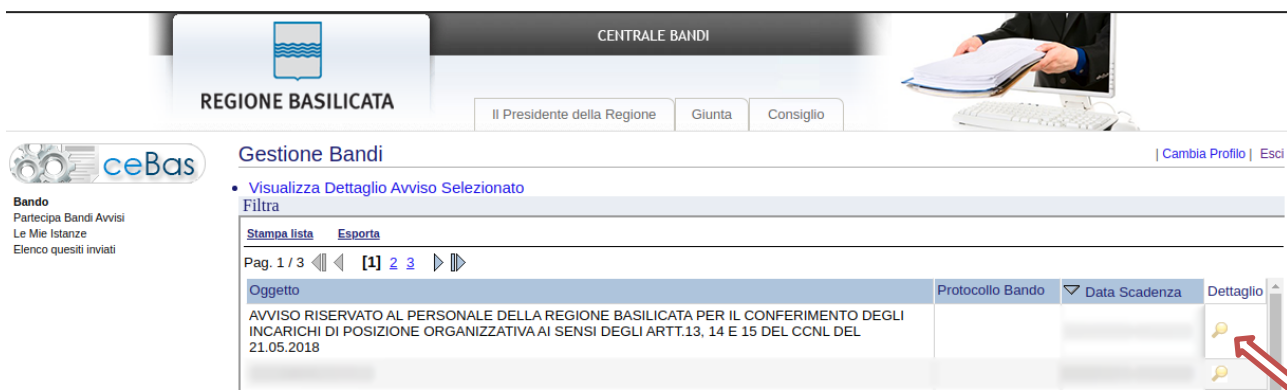 CENTRALE BANDI
REGIONE BASILICATA
Il Presidente della Regione
Giunta
Consiglio
ceBas
Gestione Bandi
| Cambia Profilo | Esci
Visualizza Dettaglio Avviso Selezionato
Bando
Partecipa Bandi Avvisi
Le Mie Istanze
Elenco quesiti inviati
Filtra
Stampa lista Esporta
Pag. 1 / 3 [1] 2 3
Oggetto Protocollo Bando Data Scadenza Dettaglio
AVVISO RISERVATO AL PERSONALE DELLA REGIONE BASILICATA PER IL CONFERIMENTO DEGLI
INCARICHI DI POSIZIONE ORGANIZZATIVA AI SENSI DEGLI ARTT.13, 14 E 15 DEL CCNL DEL
21.05.2018